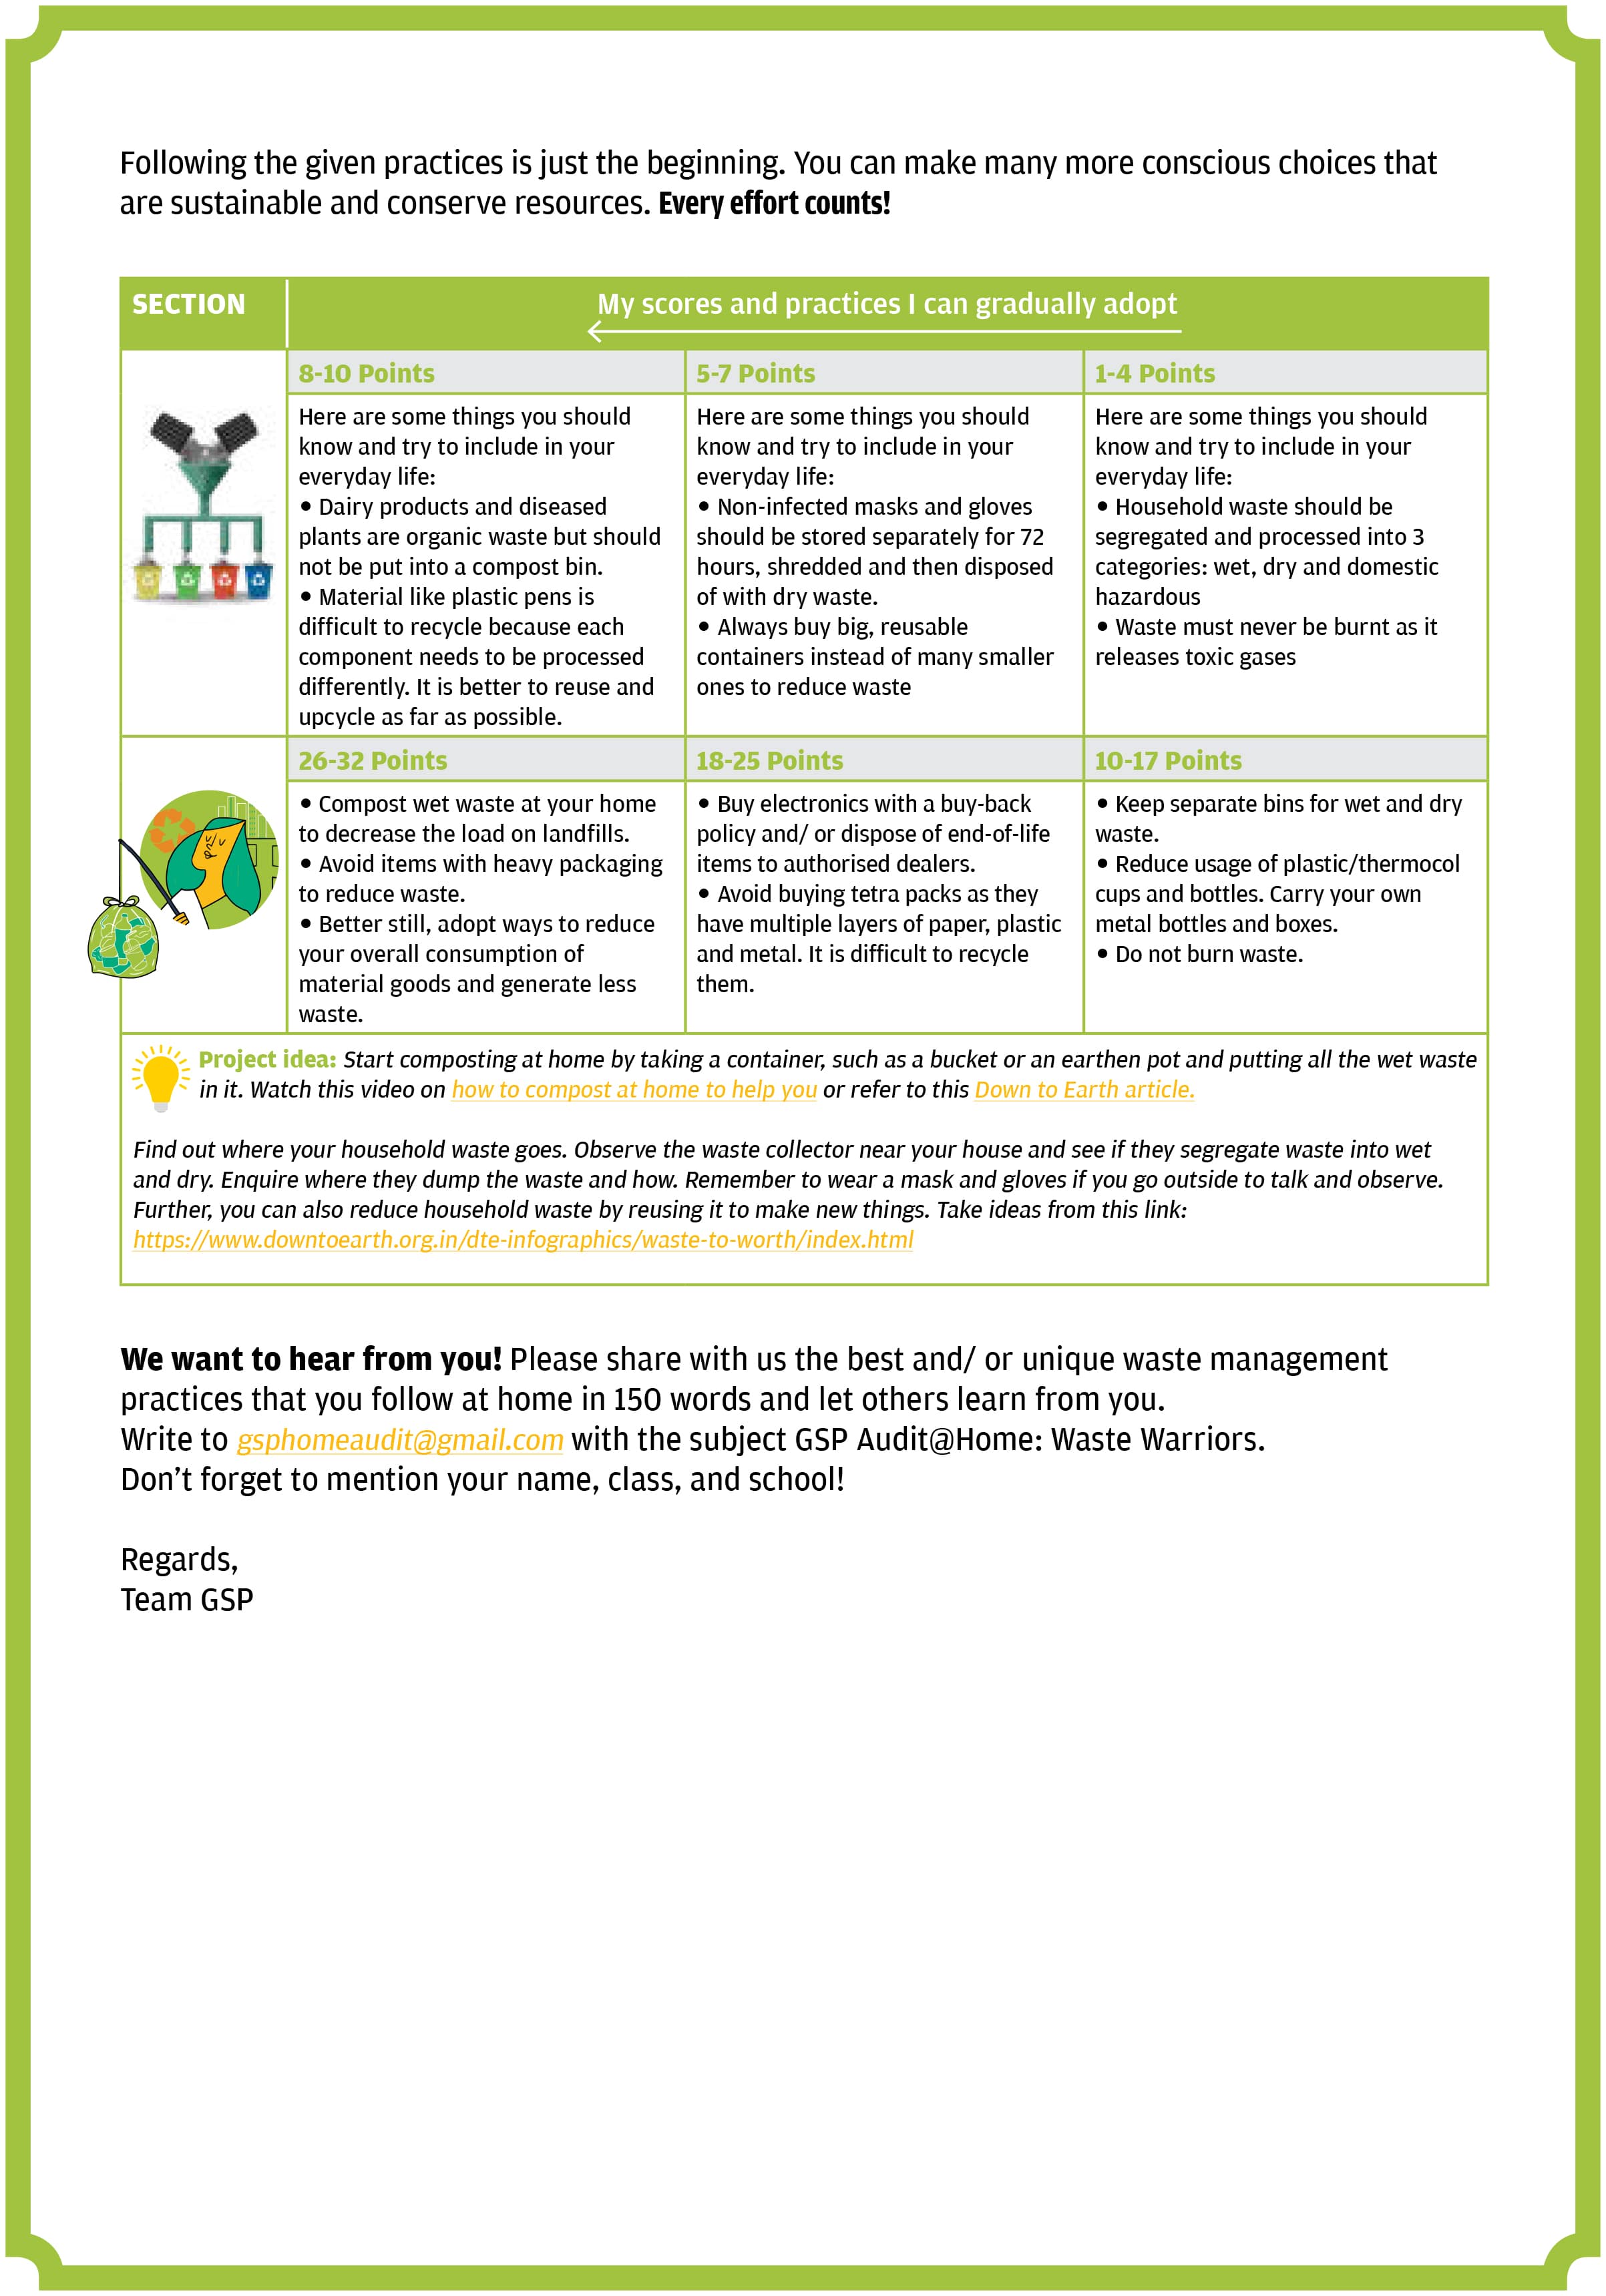 Following the given practices is just the beginning. You can make many more conscious choices that
are sustainable and conserve resources. Every effort counts!
SECTION
My scores and practices I can gradually adopt
8-10 Points
Here are some things you should
know and try to include in your
everyday life:
• Dairy products and diseased
plants are organic waste but should
not be put into a compost bin.
• Material like plastic pens is
difficult to recycle because each
component needs to be processed
differently. It is better to reuse and
upcycle as far as possible.
5-7 Points
Here are some things you should
know and try to include in your
everyday life:
• Non-infected masks and gloves
should be stored separately for 72
hours, shredded and then disposed
of with dry waste.
• Always buy big, reusable
containers instead of many smaller
ones to reduce waste
1-4 Points
Here are some things you should
know and try to include in your
everyday life:
• Household waste should be
segregated and processed into 3
categories: wet, dry and domestic
hazardous
• Waste must never be burnt as it
releases toxic gases
26-32 Points
• Compost wet waste at your home
to decrease the load on landfills.
• Avoid items with heavy packaging
to reduce waste.
• Better still, adopt ways to reduce
your overall consumption of
material goods and generate less
waste.
18-25 Points
• Buy electronics with a buy-back
policy and/ or dispose of end-of-life
items to authorised dealers.
• Avoid buying tetra packs as they
have multiple layers of paper, plastic
and metal. It is difficult to recycle
them.
10-17 Points
• Keep separate bins for wet and dry
waste.
• Reduce usage of plastic/thermocol
cups and bottles. Carry your own
metal bottles and boxes.
• Do not burn waste.
Project idea: Start composting at home by taking a container, such as a bucket or an earthen pot and putting all the wet waste
in it. Watch this video on how to compost at home to help you or refer to this Down to Earth article.
Find out where your household waste goes. Observe the waste collector near your house and see if they segregate waste into wet
and dry. Enquire where they dump the waste and how. Remember to wear a mask and gloves if you go outside to talk and observe.
Further, you can also reduce household waste by reusing it to make new things. Take ideas from this link:
https://www.downtoearth.org.in/dte-infographics/waste-to-worth/index.html
We want to hear from you! Please share with us the best and/ or unique waste management
practices that you follow at home in 150 words and let others learn from you.
Write to gsphomeaudit@gmail.com with the subject GSP Audit@Home: Waste Warriors.
Don’t forget to mention your name, class, and school!
Regards,
Team GSP